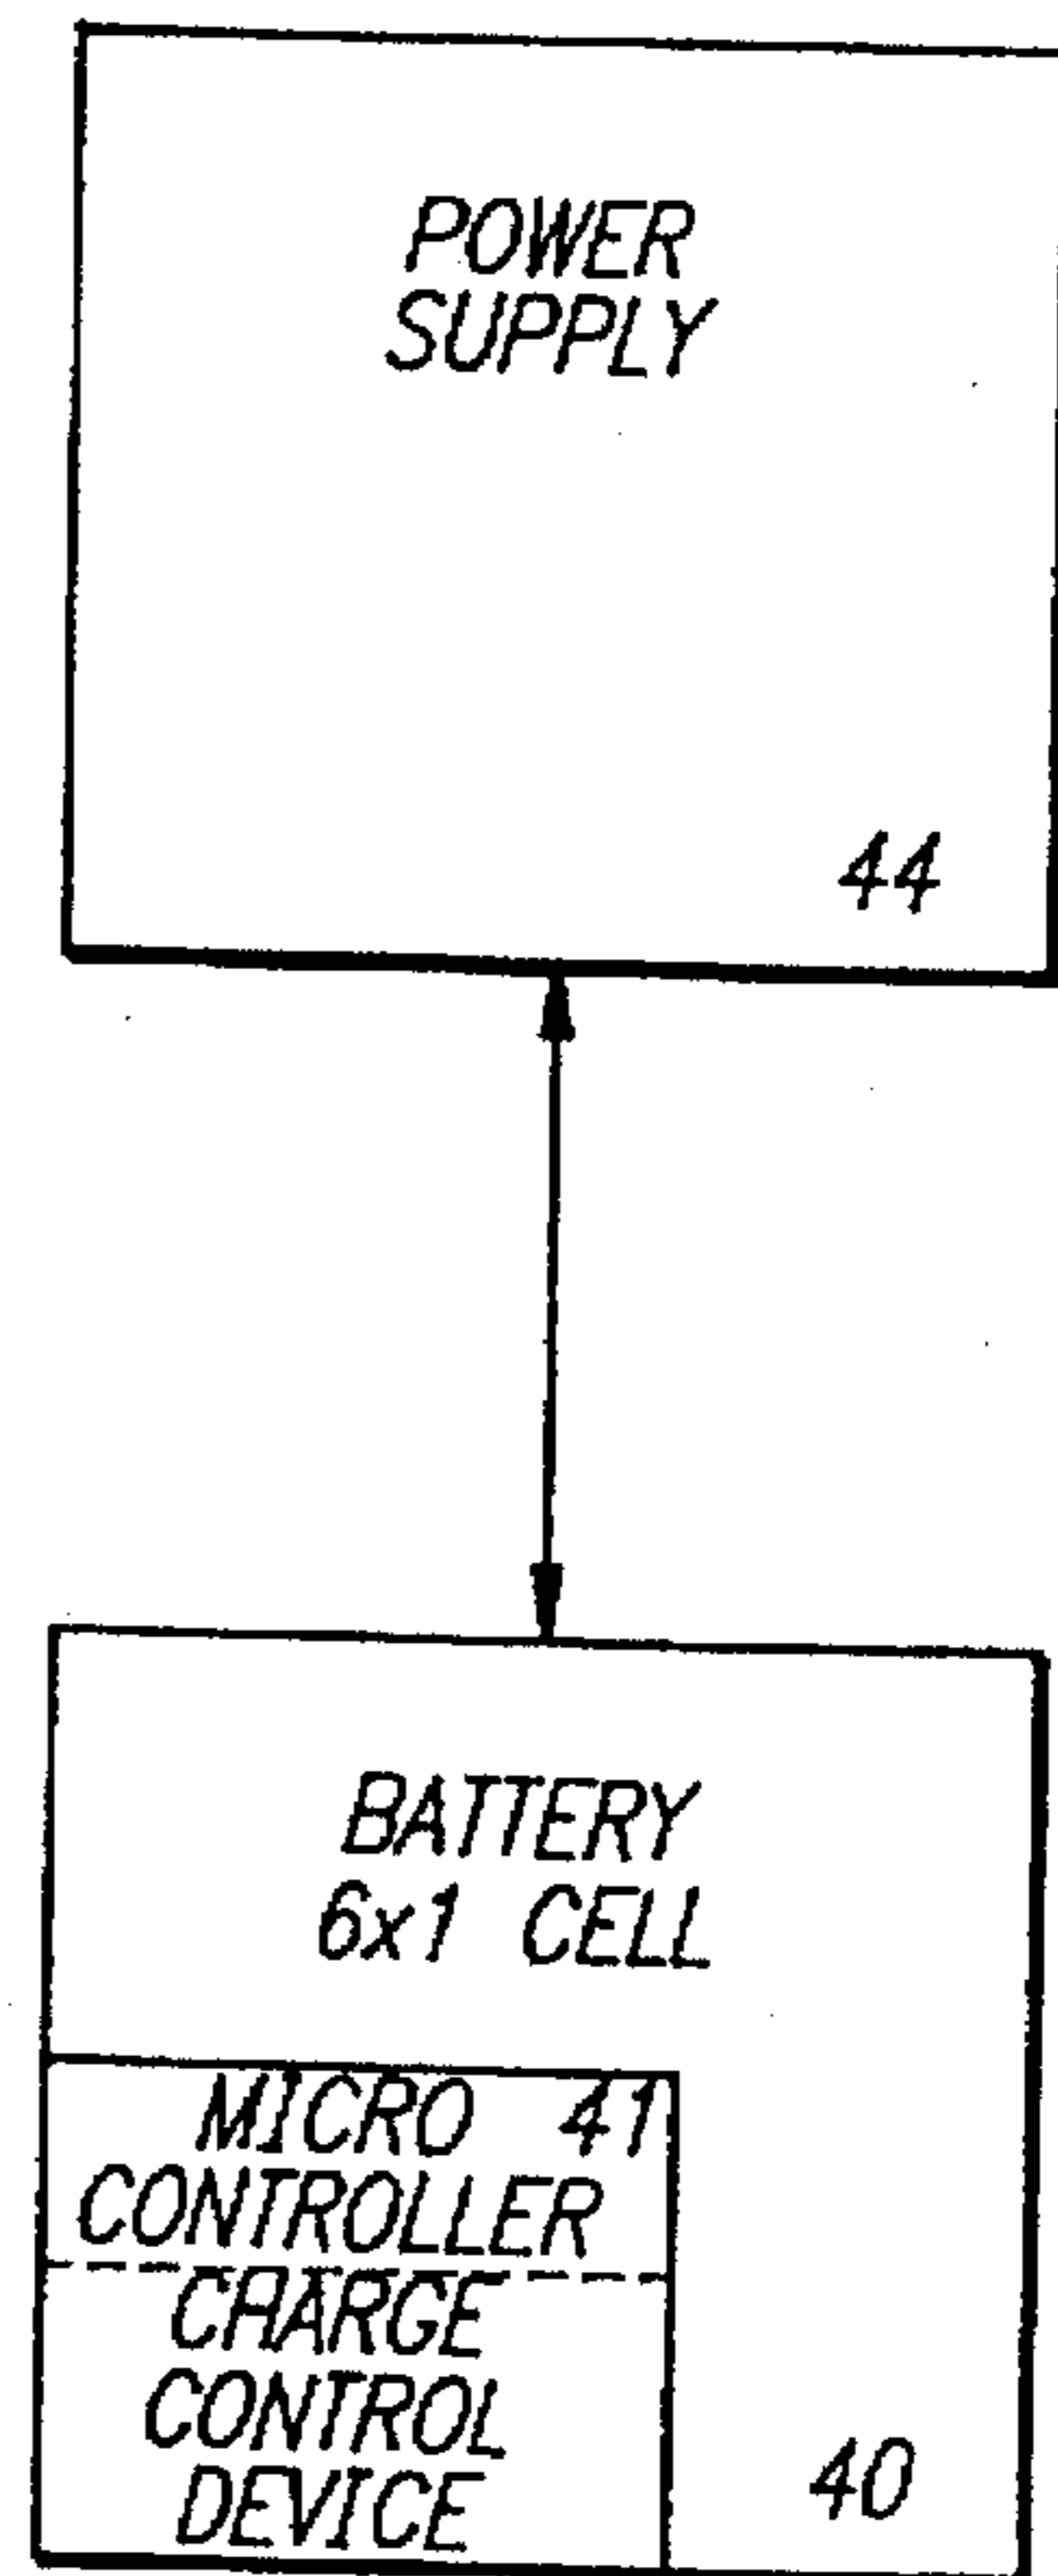 POWER
SUPPLY
44
BATTERY
6x1 CELL
MICRO 41
CONTROLLER
CHARGE
CONTROL
DEVICE
40